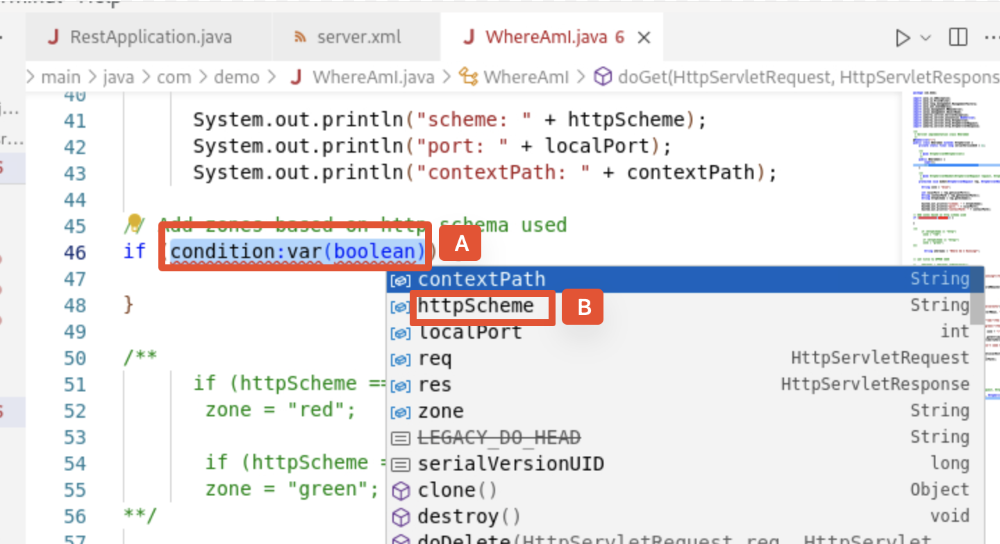 Help
RestApplication.java server.xml WhereAmI.java 6
main > java > com > demo > WhereAmI.java > WhereAmI > doGet(HttpServletRequest, HttpServletRespons
40
41 System.out.println("scheme: " + httpScheme);
42 System.out.println("port: " + localPort);
43 System.out.println("contextPath: " + contextPath);
44
45 // Add zones based on http schema used
46 if (condition:var(boolean)) A
47 contextPath String
48 } httpScheme B String
49 localPort int
50 /** req HttpServletRequest
51 if (httpScheme == res HttpServletResponse
52 zone = "red"; zone String
53 LEGACY_DO_HEAD String
54 if (httpScheme = serialVersionUID long
55 zone = "green"; clone() Object
56 **/ destroy() void
57 doDelete(HttpServletRequest req, HttpServlet